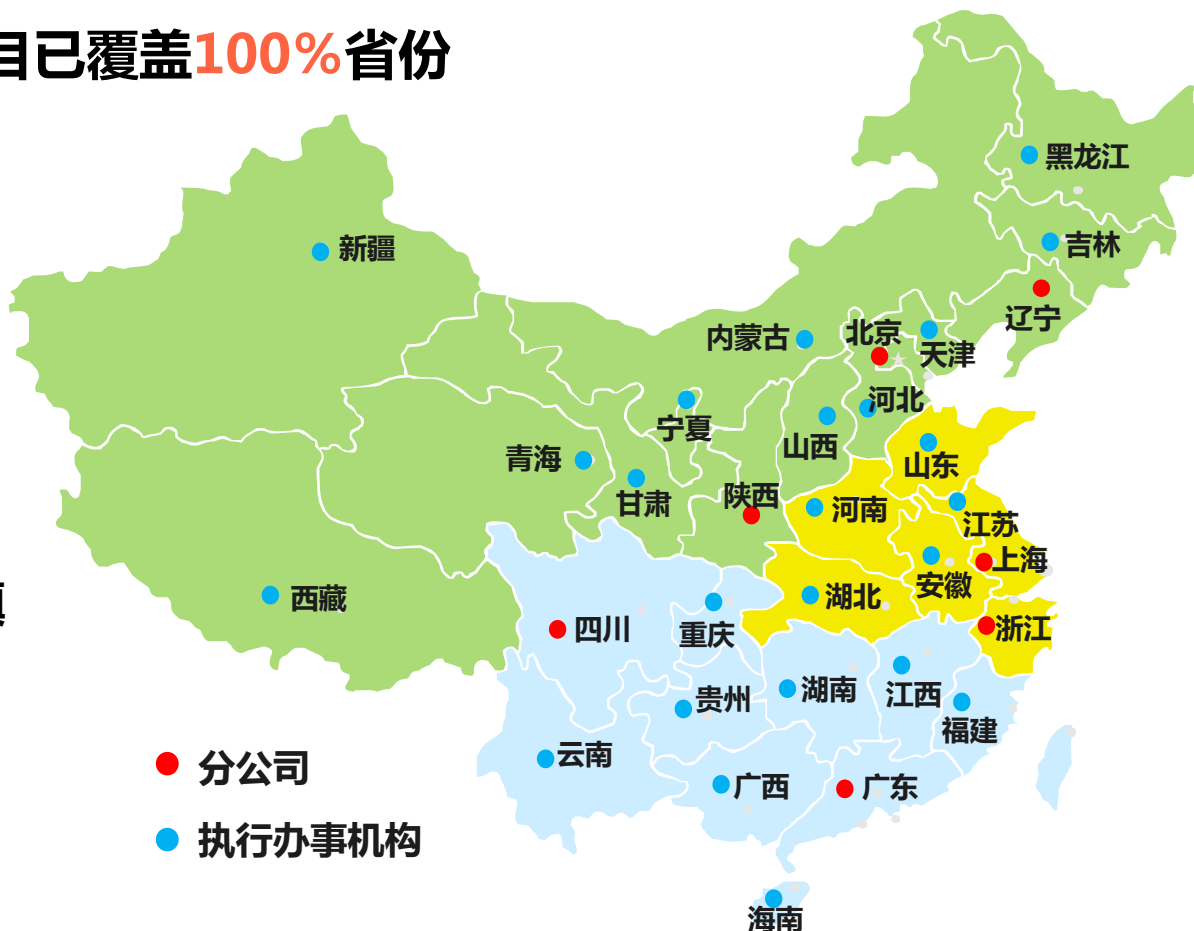 目已覆盖100%省份
黑龙江
吉林
新疆
辽宁
内蒙古
北京
天津
河北
宁夏
山西
青海
山东
甘肃
陕西
河南
江苏
上海
安徽
西藏
湖北
四川
重庆
浙江
贵州
湖南
江西
福建
云南
广西
广东
分公司
执行办事机构
海南